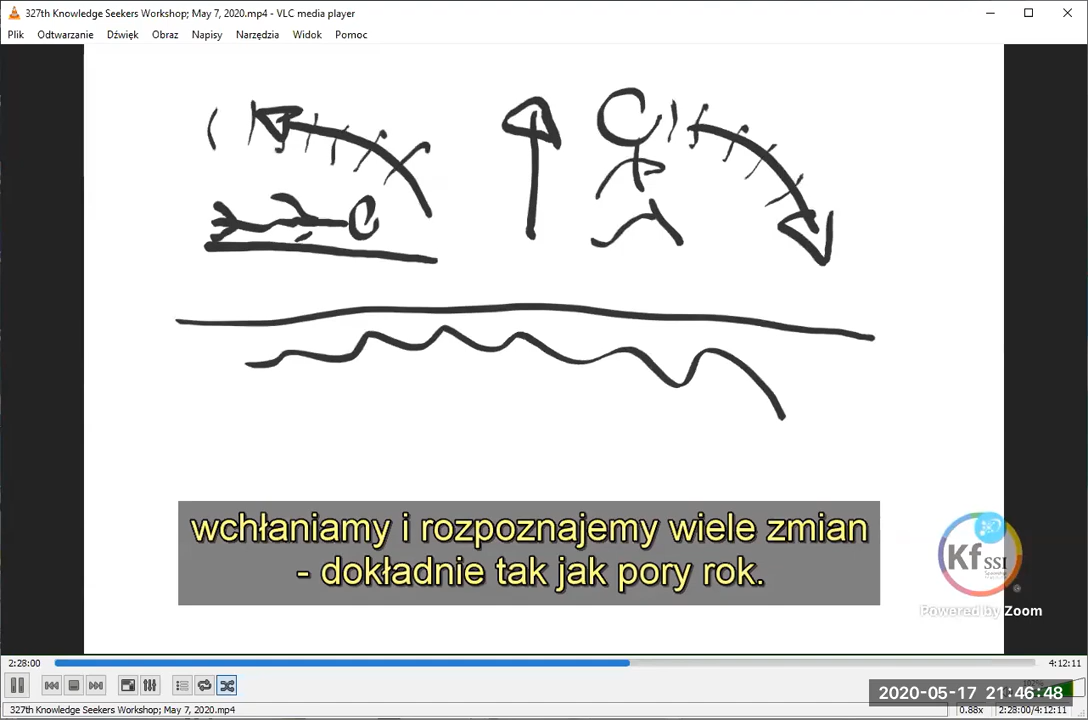 327th Knowledge Seekers Workshop; May 7, 2020.mp4 - VLC media player
Plik Odtwarzanie Dźwięk Obraz Napisy Narzędzia Widok Pomoc
wchłaniamy i rozpoznajemy wiele zmian
- dokładnie tak jak pory rok.
Kf SSI
Powered by Zoom
2:28:00 4:12:11
2020-05-17 21:46:48
327th Knowledge Seekers Workshop; May 7, 2020.mp4 0.88x 2:28:00/4:12:11